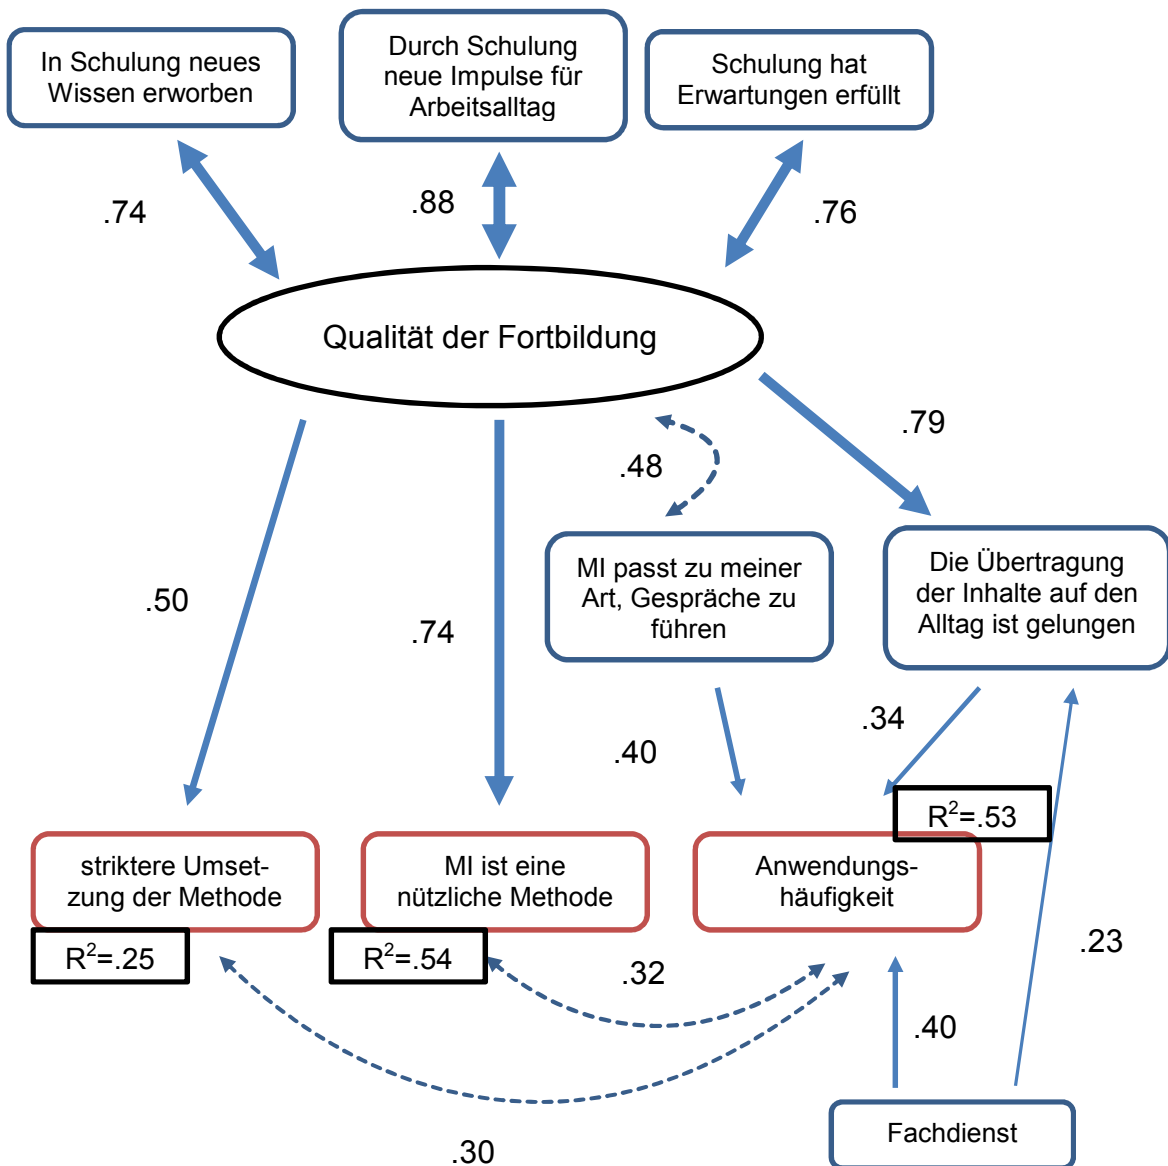 In Schulung neues
Wissen erworben
Durch Schulung
neue Impulse für
Arbeitsalltag
Schulung hat
Erwartungen erfüllt
.74
.88
.76
Qualität der Fortbildung
.79
.48
MI passt zu meiner
Art, Gespräche zu
führen
Die Übertragung
der Inhalte auf den
Alltag ist gelungen
.50
.74
.40
.34
R²=.53
striktere Umset-
zung der Methode
MI ist eine
nützliche Methode
Anwendungs-
häufigkeit
R²=.25
R²=.54
.32
.23
.40
.30
Fachdienst